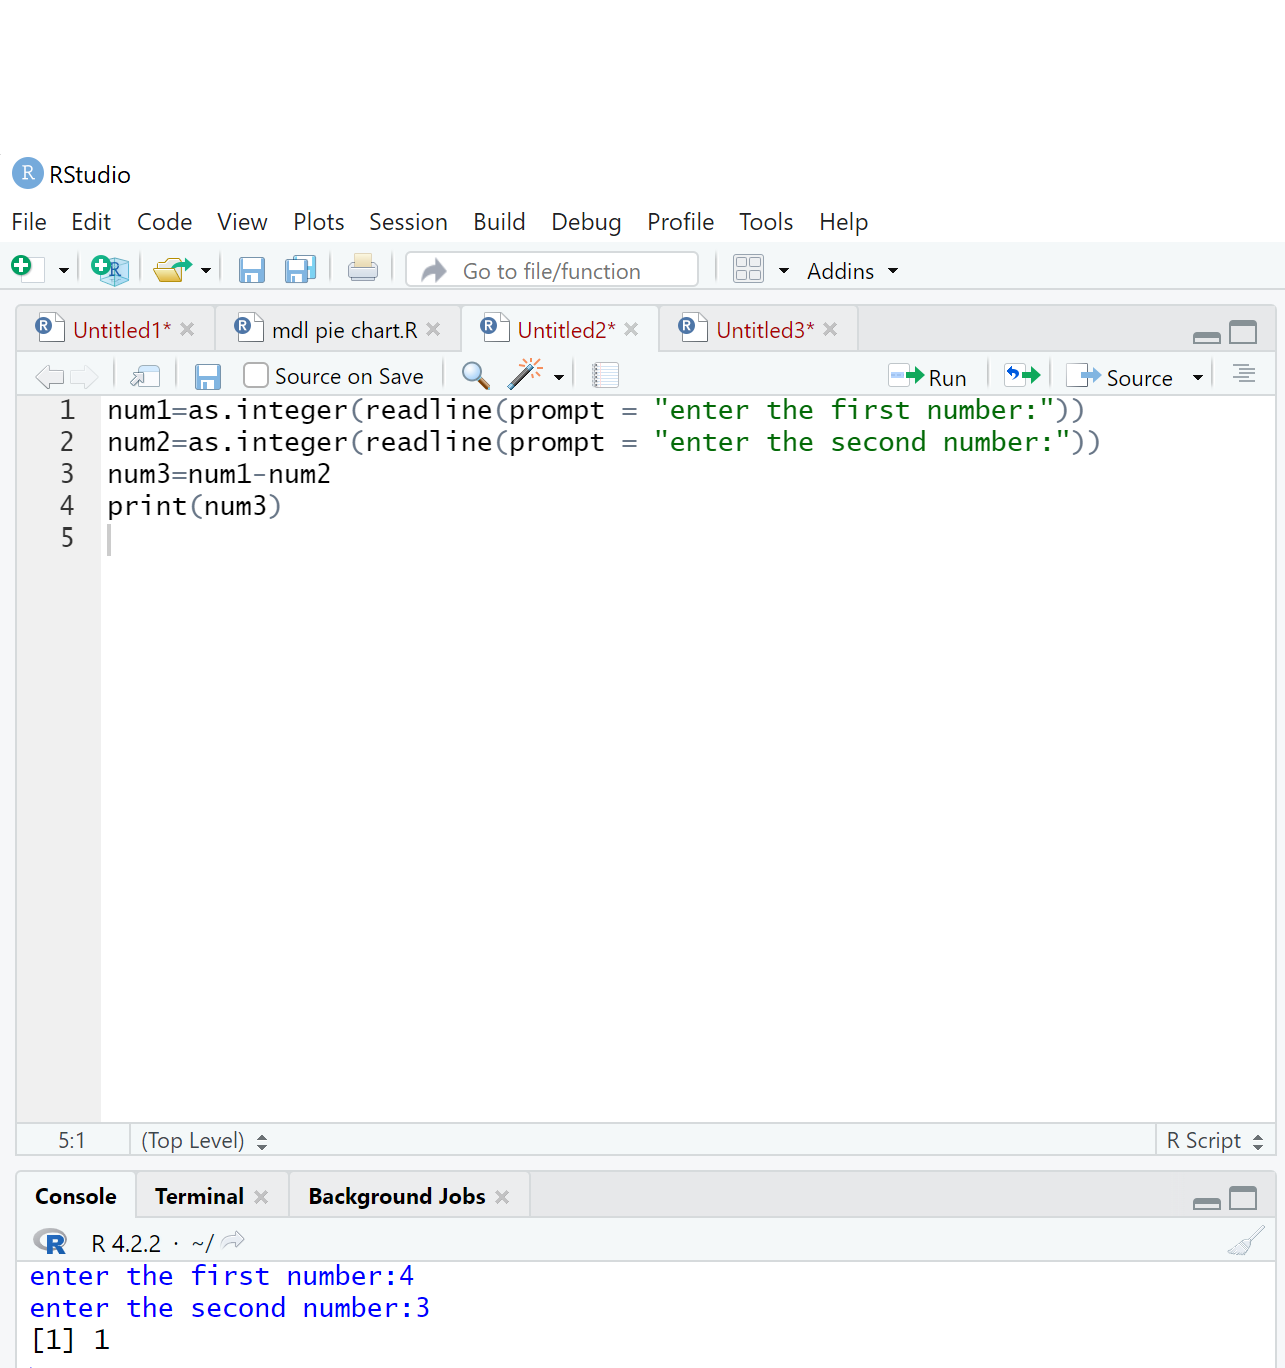 RStudio
File Edit Code View Plots Session Build Debug Profile Tools Help
Go to file/function Addins
Untitled1* mdl pie chart.R Untitled2* Untitled3*
Source on Save Run Source
1 num1=as.integer(readline(prompt = "enter the first number:"))
2 num2=as.integer(readline(prompt = "enter the second number:"))
3 num3=num1-num2
4 print(num3)
5
5:1 (Top Level) R Script
Console Terminal Background Jobs
R 4.2.2 · ~/
enter the first number:4
enter the second number:3
[1] 1